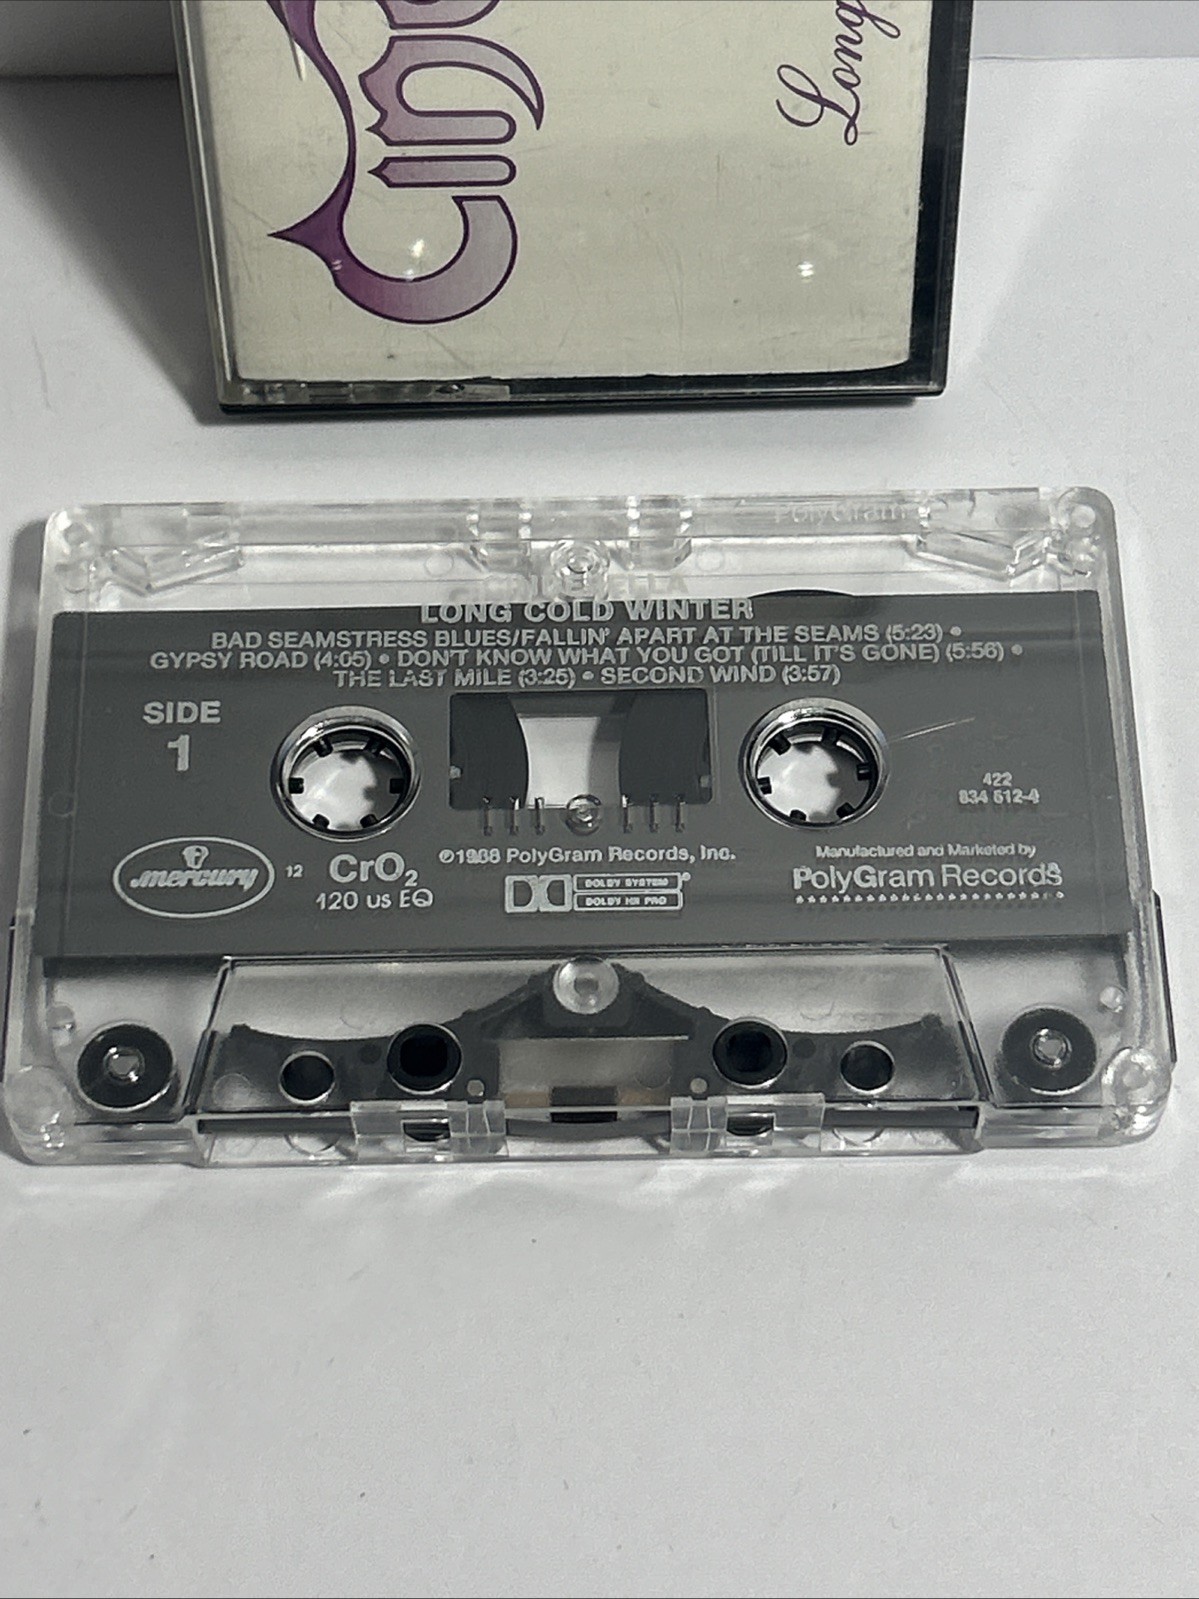 Cind
Long
PolyGram
CINDERELLA
LONG COLD WINTER
BAD SEAMSTRESS BLUES/FALLIN' APART AT THE SEAMS (5:23) •
GYPSY ROAD (4:05) • DON'T KNOW WHAT YOU GOT (TILL IT'S GONE) (5:56) •
THE LAST MILE (3:25) • SECOND WIND (3:57)
SIDE
1
422
834 612-4
mercury
12
CrO2
120 us EQ
℗1988 PolyGram Records, Inc.
DOLBY SYSTEM®
DOLBY HX PRO
Manufactured and Marketed by
PolyGram Records